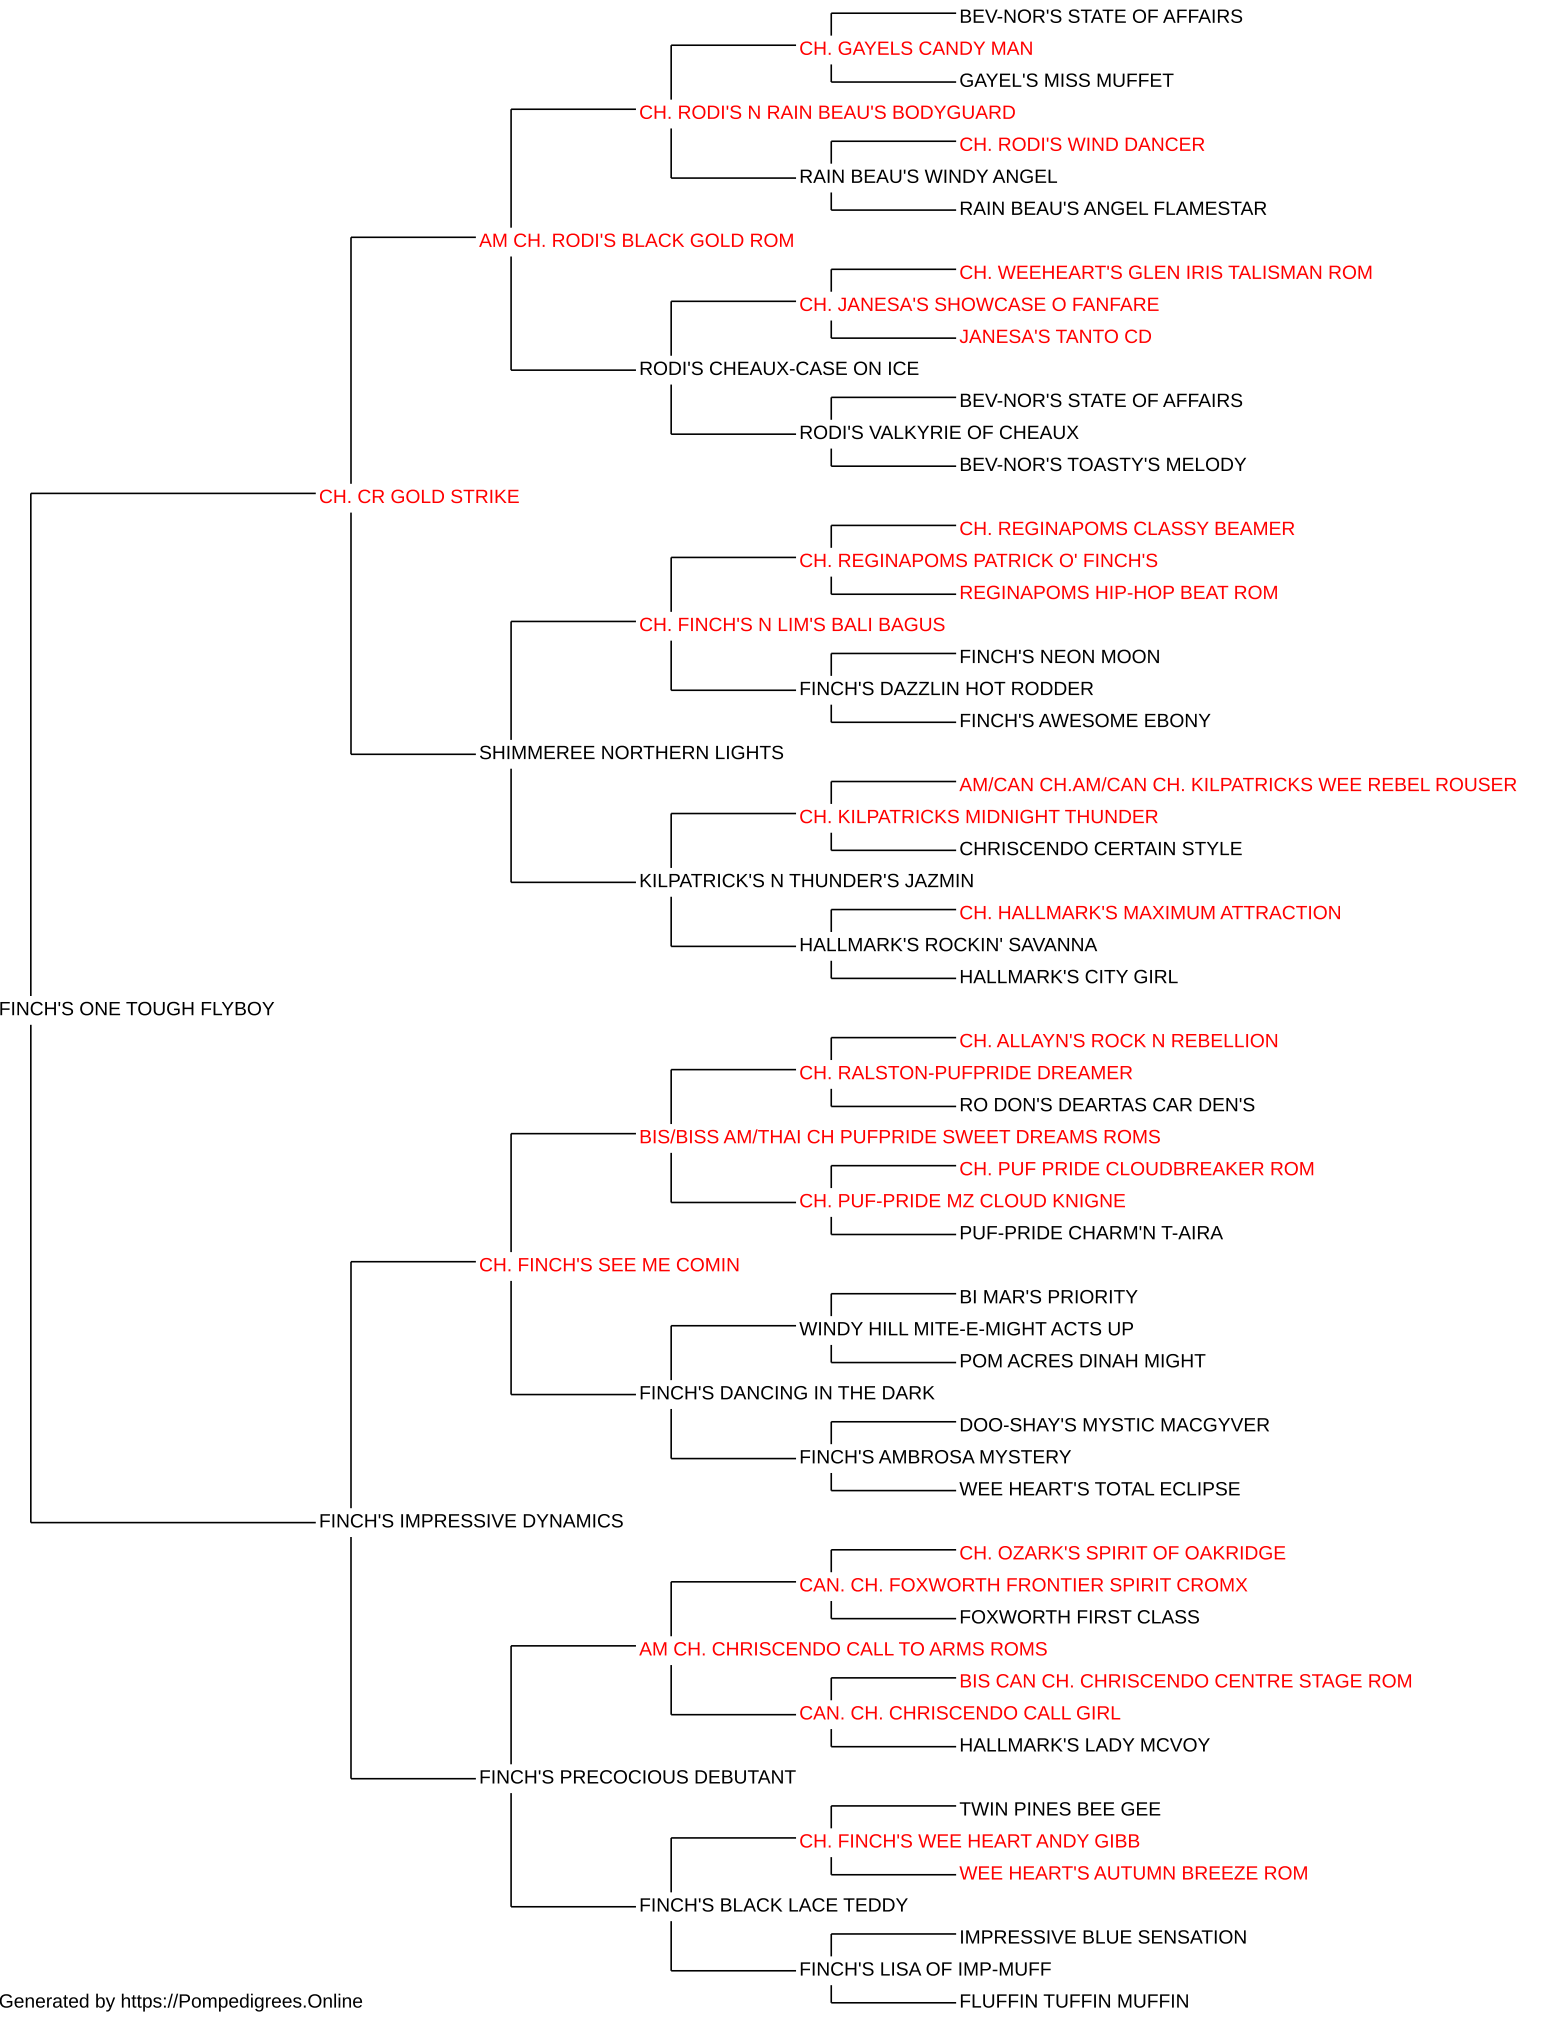 BEV-NOR'S STATE OF AFFAIRS
CH. GAYELS CANDY MAN
GAYEL'S MISS MUFFET
CH. RODI'S N RAIN BEAU'S BODYGUARD
CH. RODI'S WIND DANCER
RAIN BEAU'S WINDY ANGEL
RAIN BEAU'S ANGEL FLAMESTAR
AM CH. RODI'S BLACK GOLD ROM
CH. WEEHEART'S GLEN IRIS TALISMAN ROM
CH. JANESA'S SHOWCASE O FANFARE
JANESA'S TANTO CD
RODI'S CHEAUX-CASE ON ICE
BEV-NOR'S STATE OF AFFAIRS
RODI'S VALKYRIE OF CHEAUX
BEV-NOR'S TOASTY'S MELODY
CH. CR GOLD STRIKE
CH. REGINAPOMS CLASSY BEAMER
CH. REGINAPOMS PATRICK O' FINCH'S
REGINAPOMS HIP-HOP BEAT ROM
CH. FINCH'S N LIM'S BALI BAGUS
FINCH'S NEON MOON
FINCH'S DAZZLIN HOT RODDER
FINCH'S AWESOME EBONY
SHIMMEREE NORTHERN LIGHTS
AM/CAN CH.AM/CAN CH. KILPATRICKS WEE REBEL ROUSER
CH. KILPATRICKS MIDNIGHT THUNDER
CHRISCENDO CERTAIN STYLE
KILPATRICK'S N THUNDER'S JAZMIN
CH. HALLMARK'S MAXIMUM ATTRACTION
HALLMARK'S ROCKIN' SAVANNA
HALLMARK'S CITY GIRL
FINCH'S ONE TOUGH FLYBOY
CH. ALLAYN'S ROCK N REBELLION
CH. RALSTON-PUFPRIDE DREAMER
RO DON'S DEARTAS CAR DEN'S
BIS/BISS AM/THAI CH PUFPRIDE SWEET DREAMS ROMS
CH. PUF PRIDE CLOUDBREAKER ROM
CH. PUF-PRIDE MZ CLOUD KNIGNE
PUF-PRIDE CHARM'N T-AIRA
CH. FINCH'S SEE ME COMIN
BI MAR'S PRIORITY
WINDY HILL MITE-E-MIGHT ACTS UP
POM ACRES DINAH MIGHT
FINCH'S DANCING IN THE DARK
DOO-SHAY'S MYSTIC MACGYVER
FINCH'S AMBROSA MYSTERY
WEE HEART'S TOTAL ECLIPSE
FINCH'S IMPRESSIVE DYNAMICS
CH. OZARK'S SPIRIT OF OAKRIDGE
CAN. CH. FOXWORTH FRONTIER SPIRIT CROMX
FOXWORTH FIRST CLASS
AM CH. CHRISCENDO CALL TO ARMS ROMS
BIS CAN CH. CHRISCENDO CENTRE STAGE ROM
CAN. CH. CHRISCENDO CALL GIRL
HALLMARK'S LADY MCVOY
FINCH'S PRECOCIOUS DEBUTANT
TWIN PINES BEE GEE
CH. FINCH'S WEE HEART ANDY GIBB
WEE HEART'S AUTUMN BREEZE ROM
FINCH'S BLACK LACE TEDDY
IMPRESSIVE BLUE SENSATION
FINCH'S LISA OF IMP-MUFF
FLUFFIN TUFFIN MUFFIN
Generated by https://Pompedigrees.Online